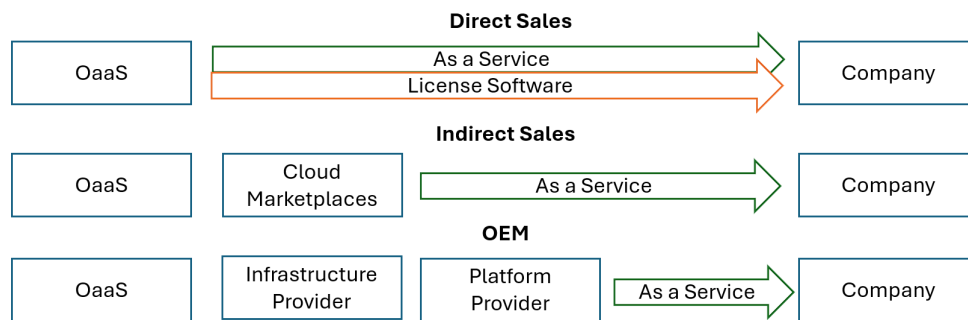 Direct Sales
OaaS
As a Service
License Software
Company
Indirect Sales
OaaS
Cloud
Marketplaces
As a Service
Company
OEM
OaaS
Infrastructure
Provider
Platform
Provider
As a Service
Company